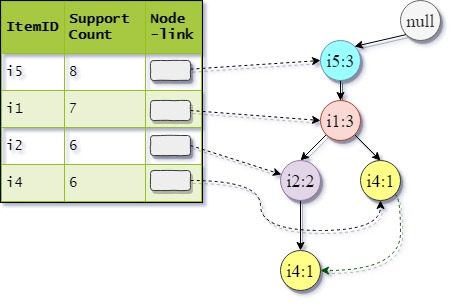 ItemID Support Count Node -link
i5 8
i1 7
i2 6
i4 6
null
i5:3
i1:3
i2:2 i4:1
i4:1